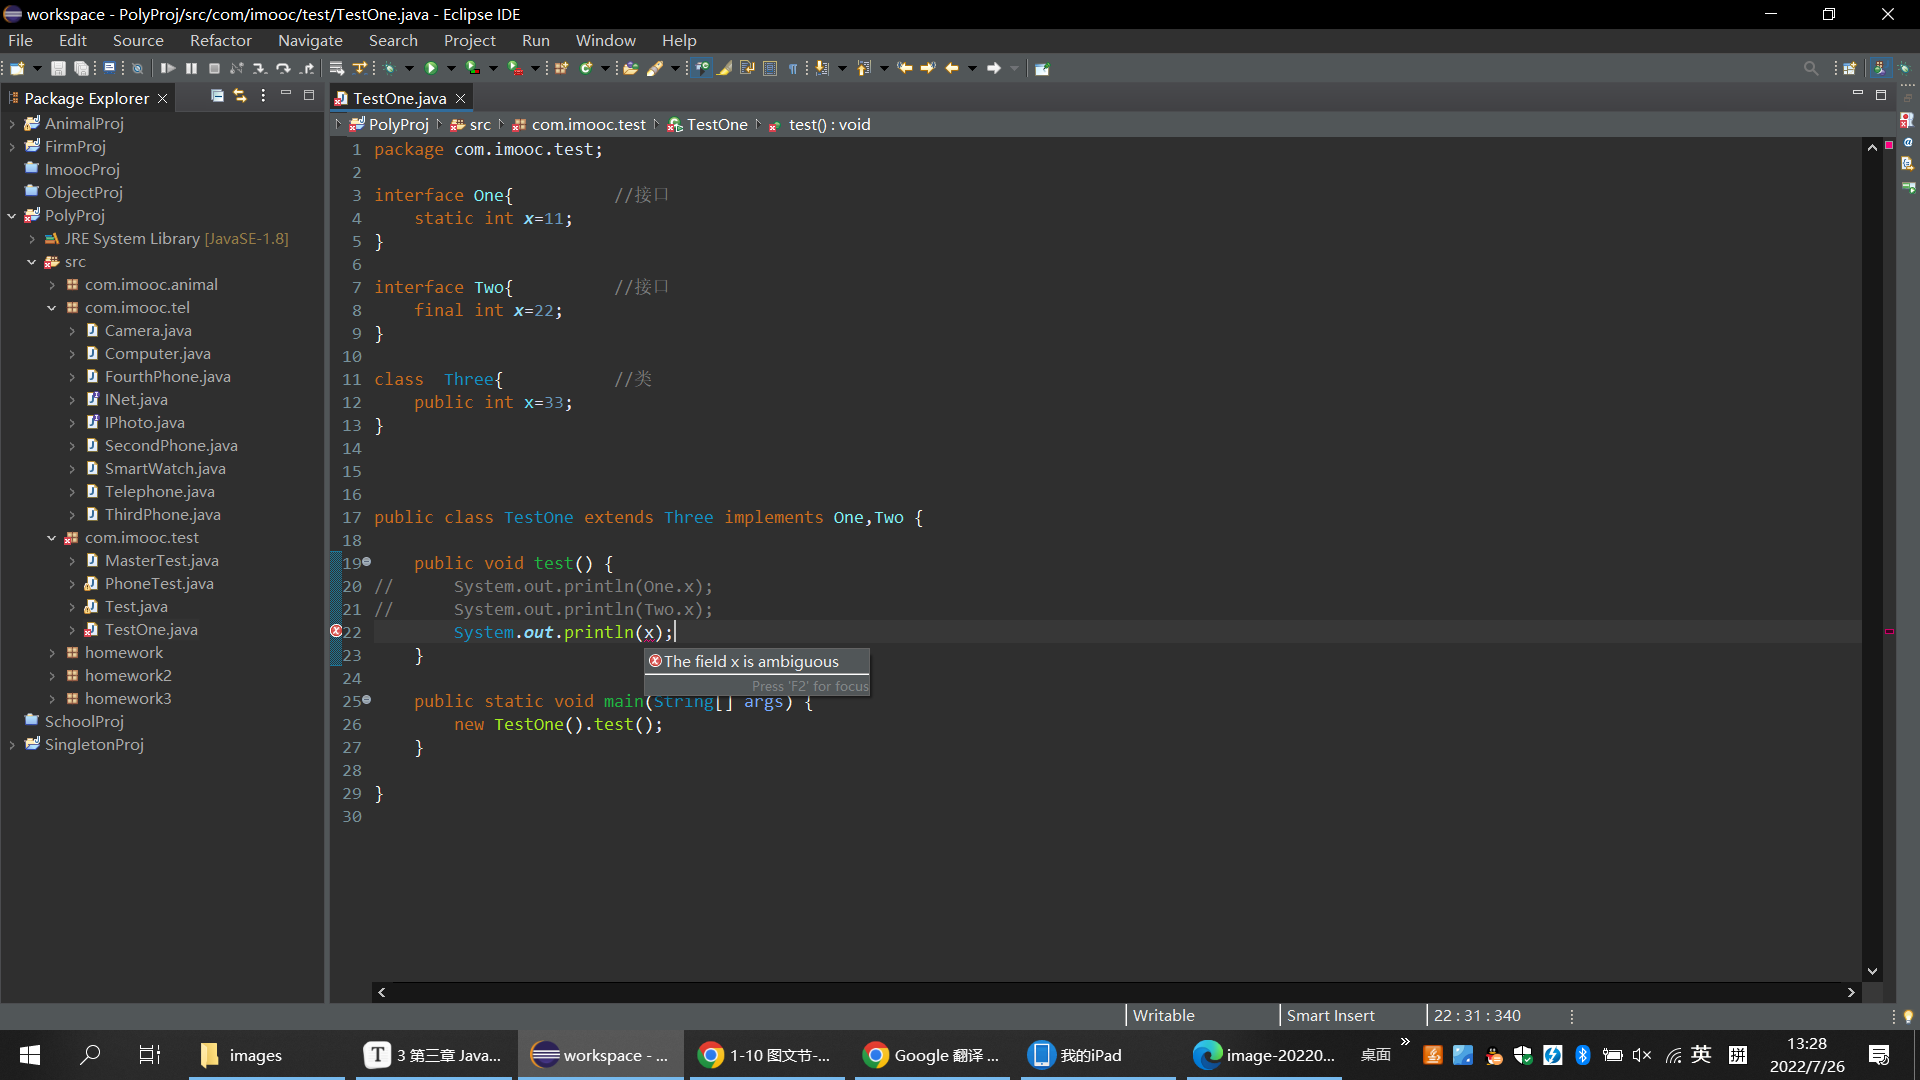 workspace - PolyProj/src/com/imooc/test/TestOne.java - Eclipse IDE
File Edit Source Refactor Navigate Search Project Run Window Help
Package Explorer
AnimalProj
FirmProj
ImoocProj
ObjectProj
PolyProj
JRE System Library [JavaSE-1.8]
src
com.imooc.animal
com.imooc.tel
Camera.java
Computer.java
FourthPhone.java
INet.java
IPhoto.java
SecondPhone.java
SmartWatch.java
Telephone.java
ThirdPhone.java
com.imooc.test
MasterTest.java
PhoneTest.java
Test.java
TestOne.java
homework
homework2
homework3
SchoolProj
SingletonProj
TestOne.java
PolyProj src com.imooc.test TestOne test() : void
1 package com.imooc.test;
2
3 interface One{ //接口
4 static int x=11;
5 }
6
7 interface Two{ //接口
8 final int x=22;
9 }
10
11 class Three{ //类
12 public int x=33;
13 }
14
15
16
17 public class TestOne extends Three implements One,Two {
18
19 public void test() {
20 // System.out.println(One.x);
21 // System.out.println(Two.x);
22 System.out.println(x);
23 }
The field x is ambiguous
Press 'F2' for focus
24
25 public static void main(String[] args) {
26 new TestOne().test();
27 }
28
29 }
30
Writable Smart Insert 22 : 31 : 340
images
3 第三章 Java...
workspace - ...
1-10 图文节-...
Google 翻译 ...
我的iPad
image-20220...
桌面
英
拼
13:28
2022/7/26